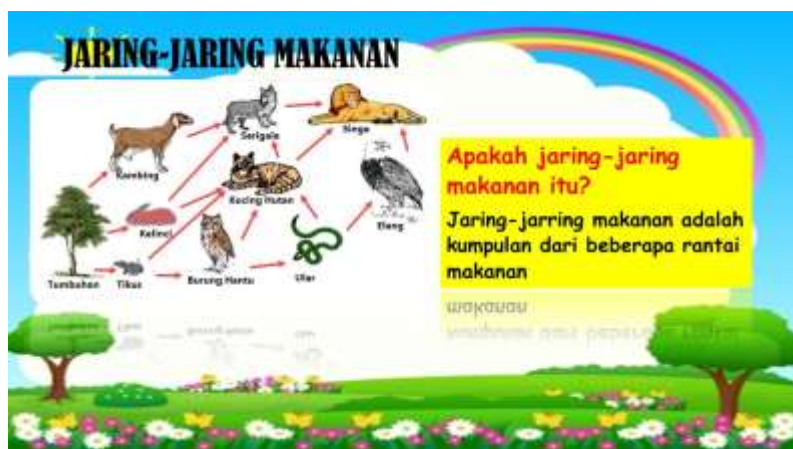 JARING-JARING MAKANAN
Serigala
Singa
Kambing
Kucing Hutan
Kelinci
Elang
Tumbuhan
Tikus
Burung Hantu
Ular
Apakah jaring-jaring
makanan itu?
Jaring-jarring makanan adalah
kumpulan dari beberapa rantai
makanan